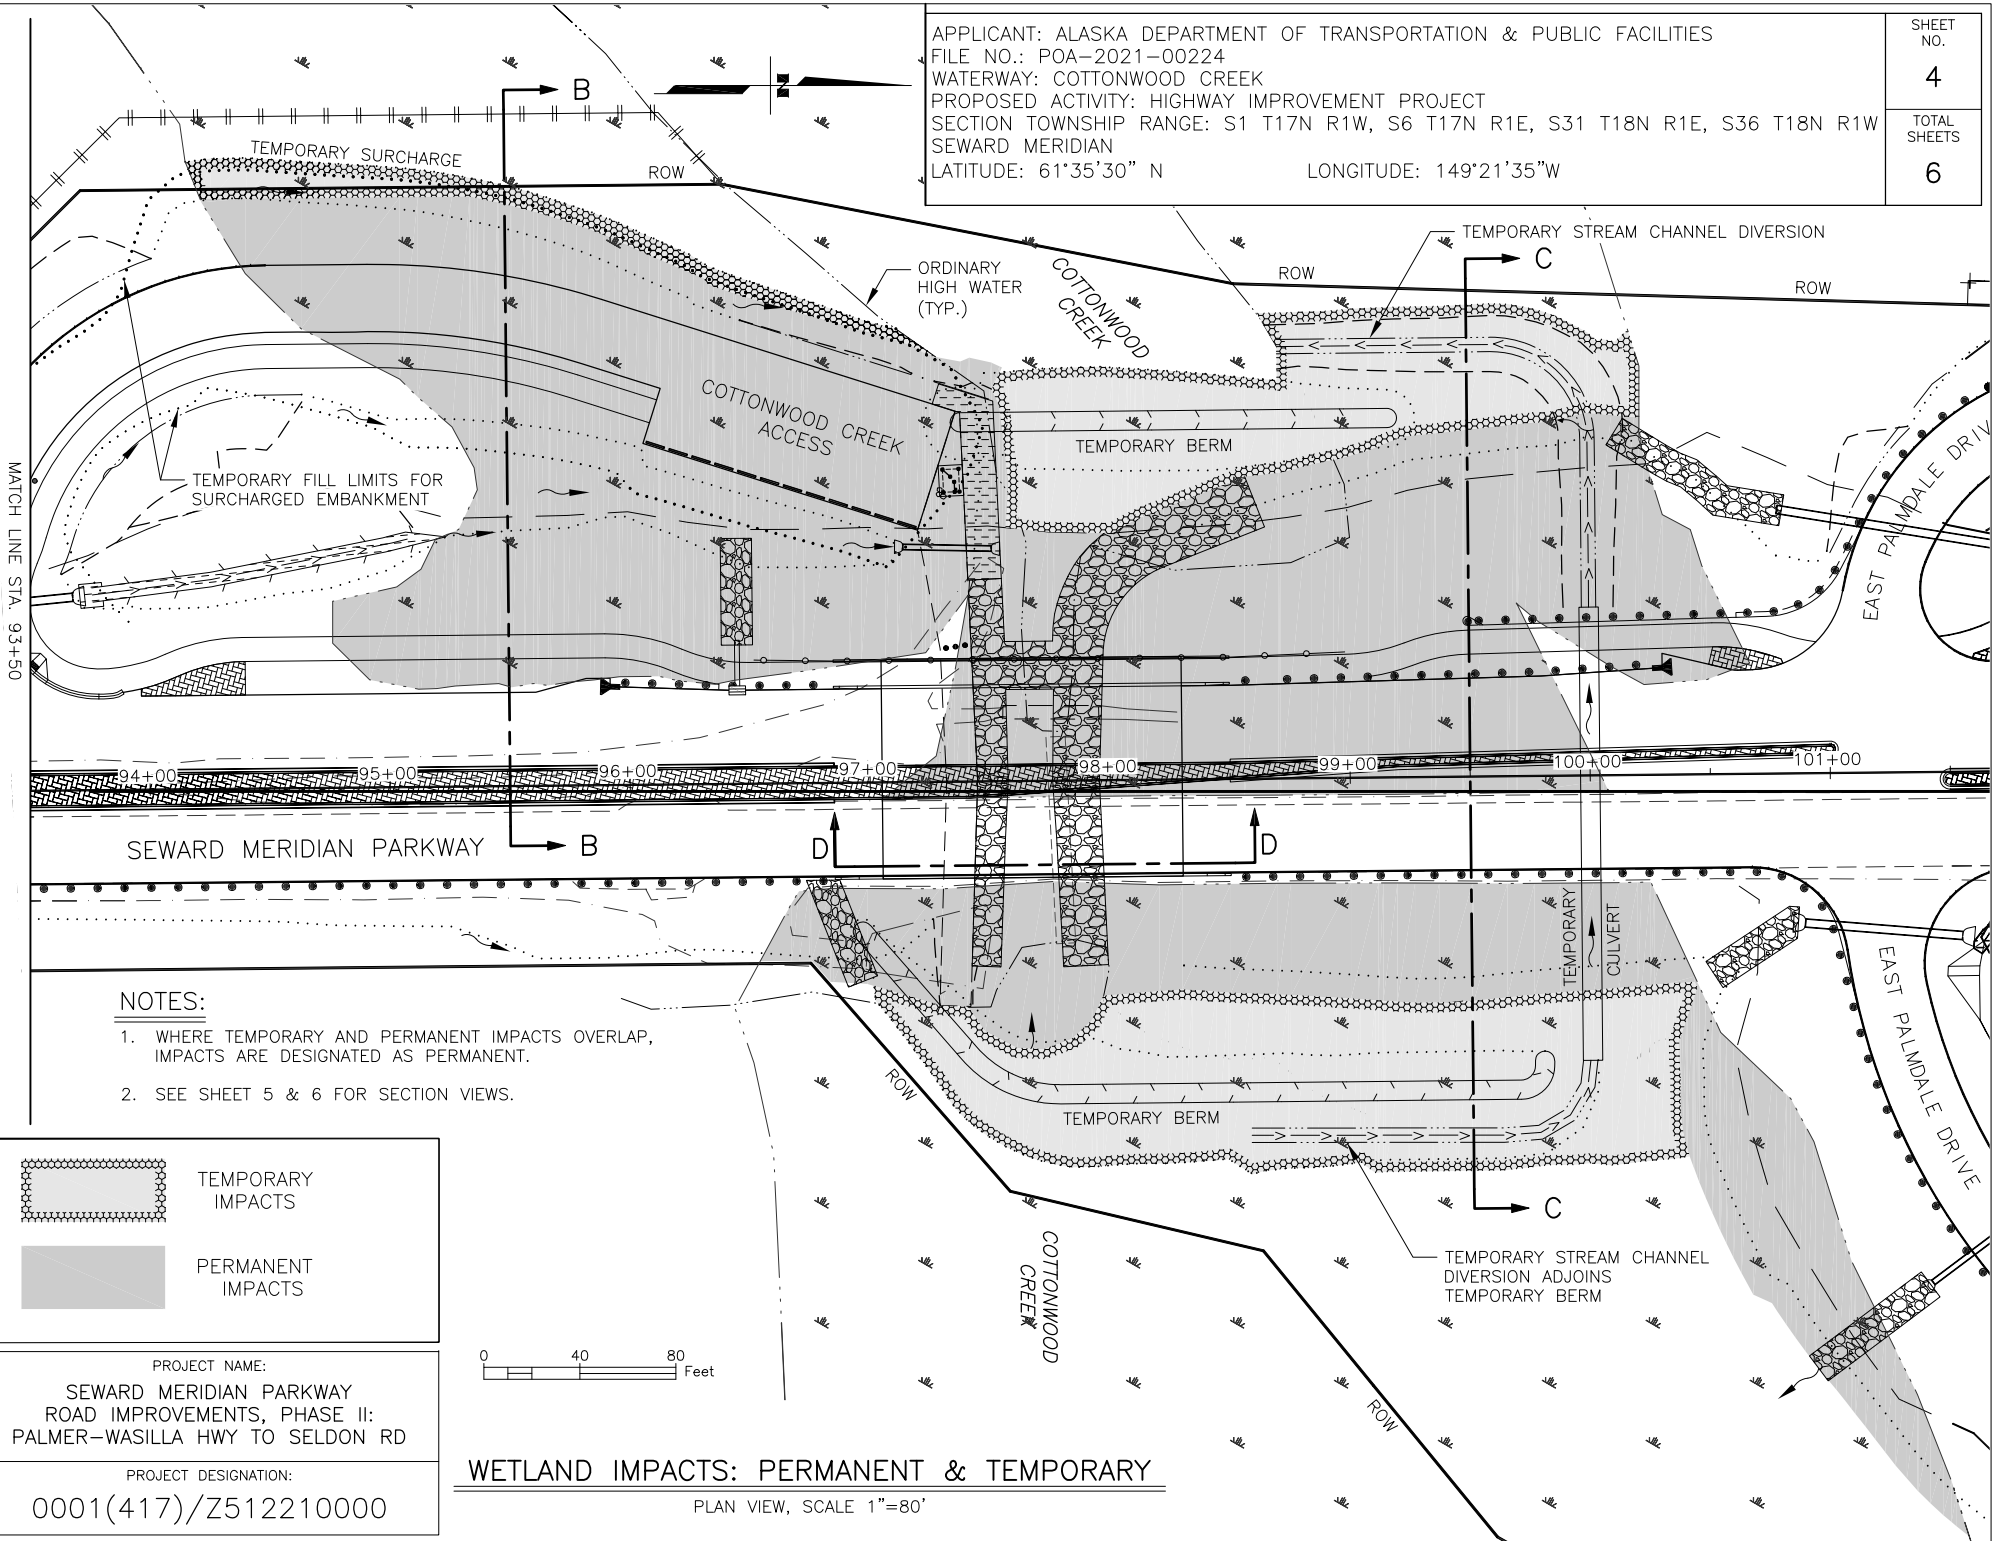 APPLICANT: ALASKA DEPARTMENT OF TRANSPORTATION & PUBLIC FACILITIES
FILE NO.: POA-2021-00224
WATERWAY: COTTONWOOD CREEK
PROPOSED ACTIVITY: HIGHWAY IMPROVEMENT PROJECT
SECTION TOWNSHIP RANGE: S1 T17N R1W, S6 T17N R1E, S31 T18N R1E, S36 T18N R1W
SEWARD MERIDIAN
LATITUDE: 61°35'30" N LONGITUDE: 149°21'35"W
SHEET
NO.
4
TOTAL
SHEETS
6
B
N
TEMPORARY SURCHARGE
ROW
ORDINARY
HIGH WATER
(TYP.)
COTTONWOOD
CREEK
TEMPORARY STREAM CHANNEL DIVERSION
C
ROW
ROW
COTTONWOOD CREEK
ACCESS
TEMPORARY BERM
TEMPORARY FILL LIMITS FOR
SURCHARGED EMBANKMENT
MATCH LINE STA. 93+50
EAST PALMDALE DRIV
94+00
95+00
96+00
97+00
98+00
99+00
100+00
101+00
SEWARD MERIDIAN PARKWAY
B
D
D
TEMPORARY
CULVERT
EAST PALMDALE DRIVE
NOTES:
1. WHERE TEMPORARY AND PERMANENT IMPACTS OVERLAP,
IMPACTS ARE DESIGNATED AS PERMANENT.
2. SEE SHEET 5 & 6 FOR SECTION VIEWS.
ROW
TEMPORARY BERM
C
TEMPORARY STREAM CHANNEL
DIVERSION ADJOINS
TEMPORARY BERM
COTTONWOOD
CREEK
ROW
TEMPORARY
IMPACTS
PERMANENT
IMPACTS
0 40 80
Feet
PROJECT NAME:
SEWARD MERIDIAN PARKWAY
ROAD IMPROVEMENTS, PHASE II:
PALMER-WASILLA HWY TO SELDON RD
PROJECT DESIGNATION:
0001(417)/Z512210000
WETLAND IMPACTS: PERMANENT & TEMPORARY
PLAN VIEW, SCALE 1"=80'